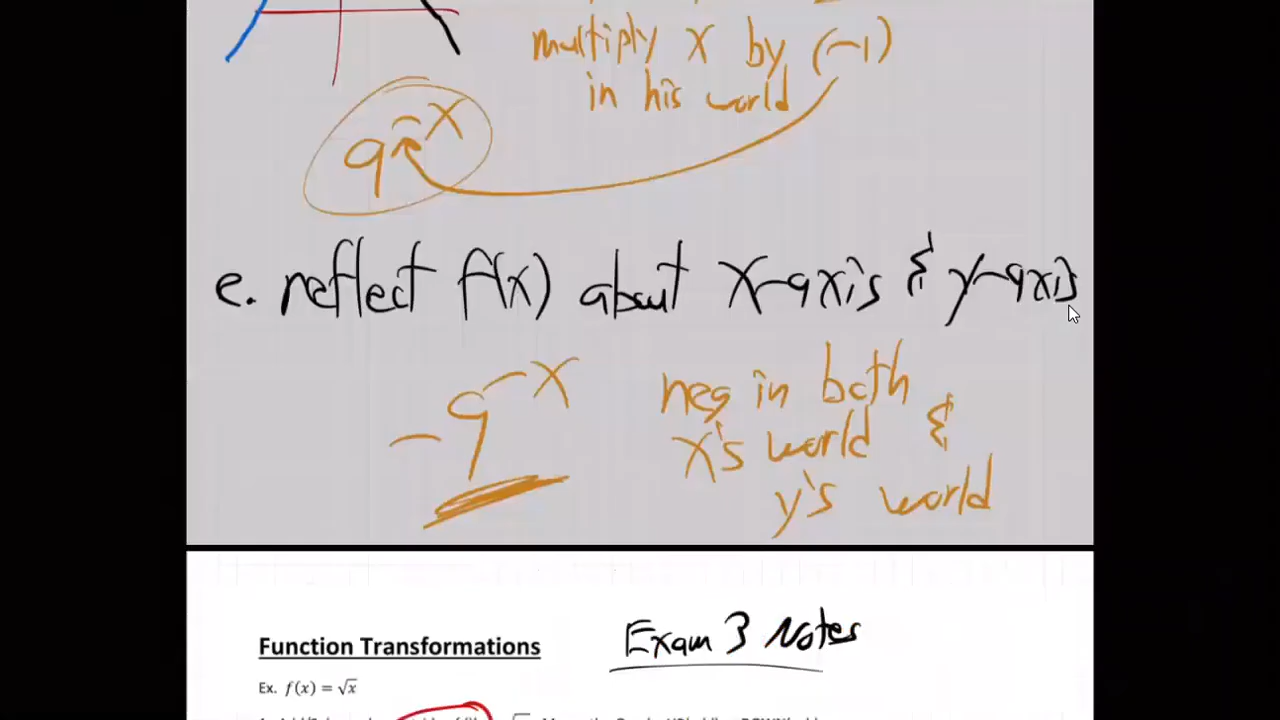 multiply x by (-1)
in his world
9^-x
e. reflect f(x) about x-axis & y-axis
-9^-x
neg in both
x's world &
y's world
Function Transformations
Exam 3 Notes
Ex. f(x) = √x